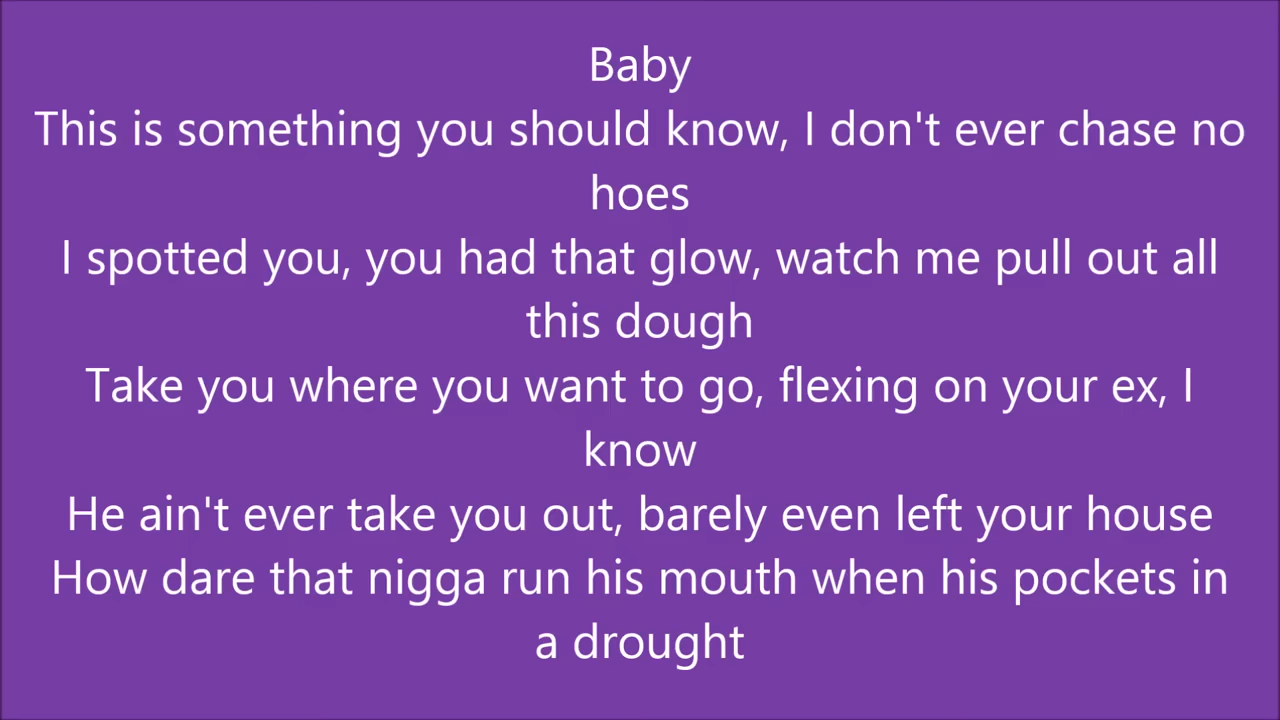 Baby
This is something you should know, I don't ever chase no
hoes
I spotted you, you had that glow, watch me pull out all
this dough
Take you where you want to go, flexing on your ex, I
know
He ain't ever take you out, barely even left your house
How dare that nigga run his mouth when his pockets in
a drought